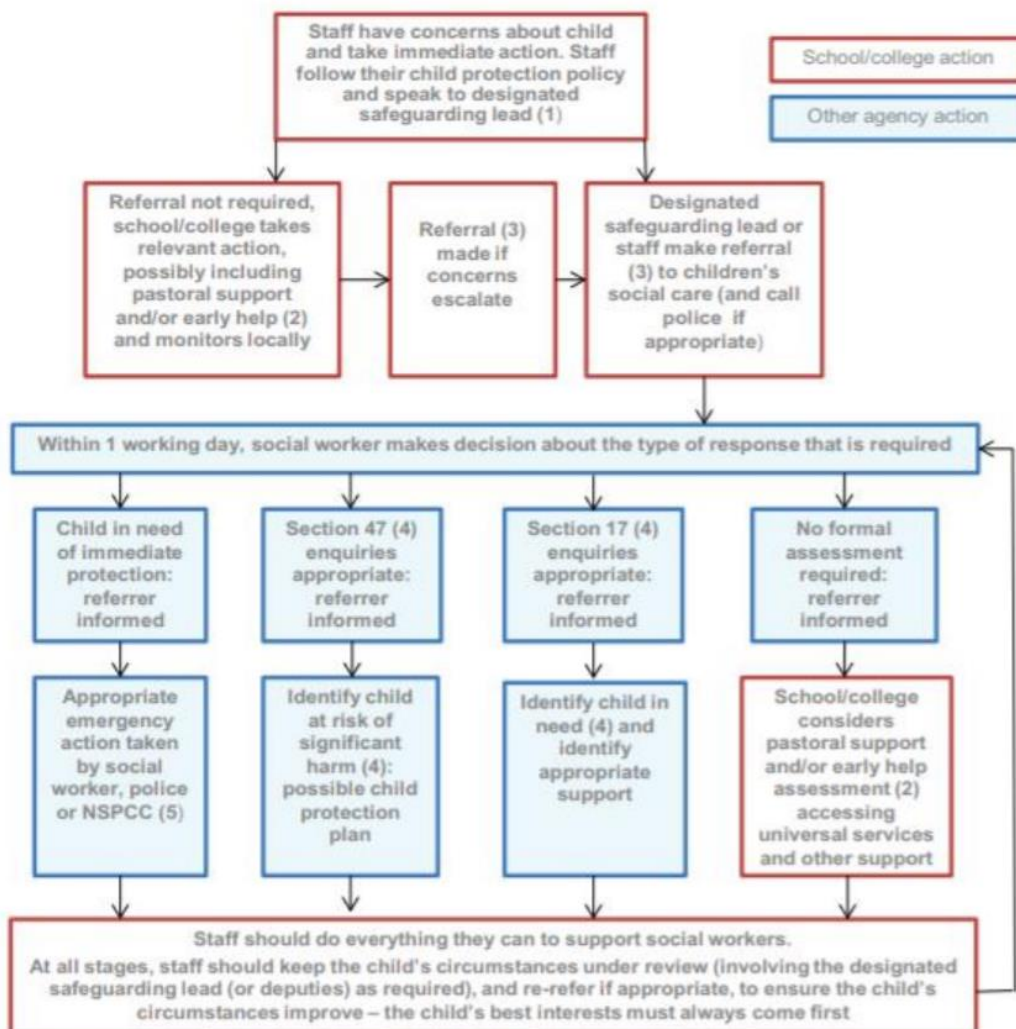 Staff have concerns about child
and take immediate action. Staff
follow their child protection policy
and speak to designated
safeguarding lead (1)
School/college action
Other agency action
Referral not required,
school/college takes
relevant action,
possibly including
pastoral support
and/or early help (2)
and monitors locally
Referral (3)
made if
concerns
escalate
Designated
safeguarding lead or
staff make referral
(3) to children's
social care (and call
police if
appropriate)
Within 1 working day, social worker makes decision about the type of response that is required
Child in need
of immediate
protection:
referrer
informed
Section 47 (4)
enquiries
appropriate:
referrer
informed
Section 17 (4)
enquiries
appropriate:
referrer
informed
No formal
assessment
required:
referrer
informed
Appropriate
emergency
action taken
by social
worker, police
or NSPCC (5)
Identify child
at risk of
significant
harm (4):
possible child
protection
plan
Identify child in
need (4) and
identify
appropriate
support
School/college
considers
pastoral support
and/or early help
assessment (2)
accessing
universal services
and other support
Staff should do everything they can to support social workers.
At all stages, staff should keep the child's circumstances under review (involving the designated
safeguarding lead (or deputies) as required), and re-refer if appropriate, to ensure the child's
circumstances improve – the child's best interests must always come first